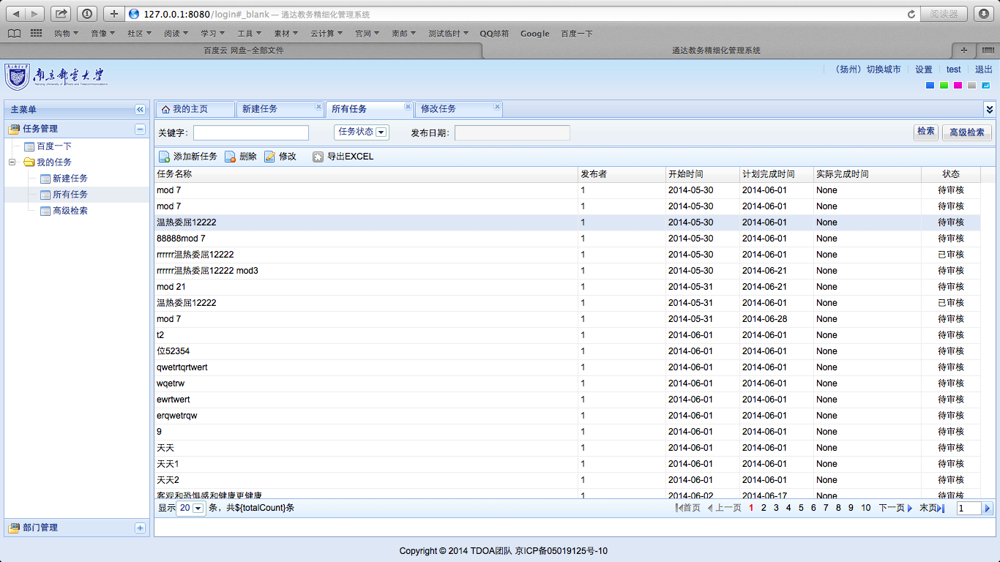 127.0.0.1:8080/login#_blank — 通达教务精细化管理系统
阅读器
购物 音像 社区 阅读 学习 工具 素材 云计算 官网 南邮 测试临时 QQ邮箱 Google 百度一下
百度云 网盘-全部文件 通达教务精细化管理系统
南京邮电大学
Nanjing University of Posts and Telecommunications
（扬州）切换城市 设置 test 退出
主菜单
任务管理
百度一下
我的任务
新建任务
所有任务
高级检索
部门管理
我的主页 新建任务 所有任务 修改任务
关键字: 任务状态 发布日期: 检索 高级检索
添加新任务 删除 修改 导出EXCEL
任务名称 发布者 开始时间 计划完成时间 实际完成时间 状态
mod 7 1 2014-05-30 2014-06-01 None 待审核
mod 7 1 2014-05-30 2014-06-01 None 待审核
温热委屈12222 1 2014-05-30 2014-06-01 None 待审核
88888mod 7 1 2014-05-30 2014-06-01 None 待审核
rrrrrr温热委屈12222 1 2014-05-30 2014-06-01 None 已审核
rrrrrr温热委屈12222 mod3 1 2014-05-30 2014-06-21 None 待审核
mod 21 1 2014-05-31 2014-06-21 None 待审核
温热委屈12222 1 2014-05-31 2014-06-01 None 已审核
mod 7 1 2014-05-31 2014-06-28 None 待审核
t2 1 2014-06-01 2014-06-01 None 待审核
位52354 1 2014-06-01 2014-06-01 None 待审核
qwetrtqrtwert 1 2014-06-01 2014-06-01 None 待审核
wqetrw 1 2014-06-01 2014-06-01 None 待审核
ewrtwert 1 2014-06-01 2014-06-01 None 待审核
erqwetrqw 1 2014-06-01 2014-06-01 None 待审核
9 1 2014-06-01 2014-06-01 None 待审核
天天 1 2014-06-01 2014-06-01 None 待审核
天天1 1 2014-06-01 2014-06-01 None 待审核
天天2 1 2014-06-01 2014-06-01 None 待审核
客观和恐惧感和健康更健康 1 2014-06-02 2014-06-17 None 待审核
显示 20 条，共${totalCount}条 首页 上一页 1 2 3 4 5 6 7 8 9 10 下一页 末页 1
Copyright © 2014 TDOA团队 京ICP备05019125号-10